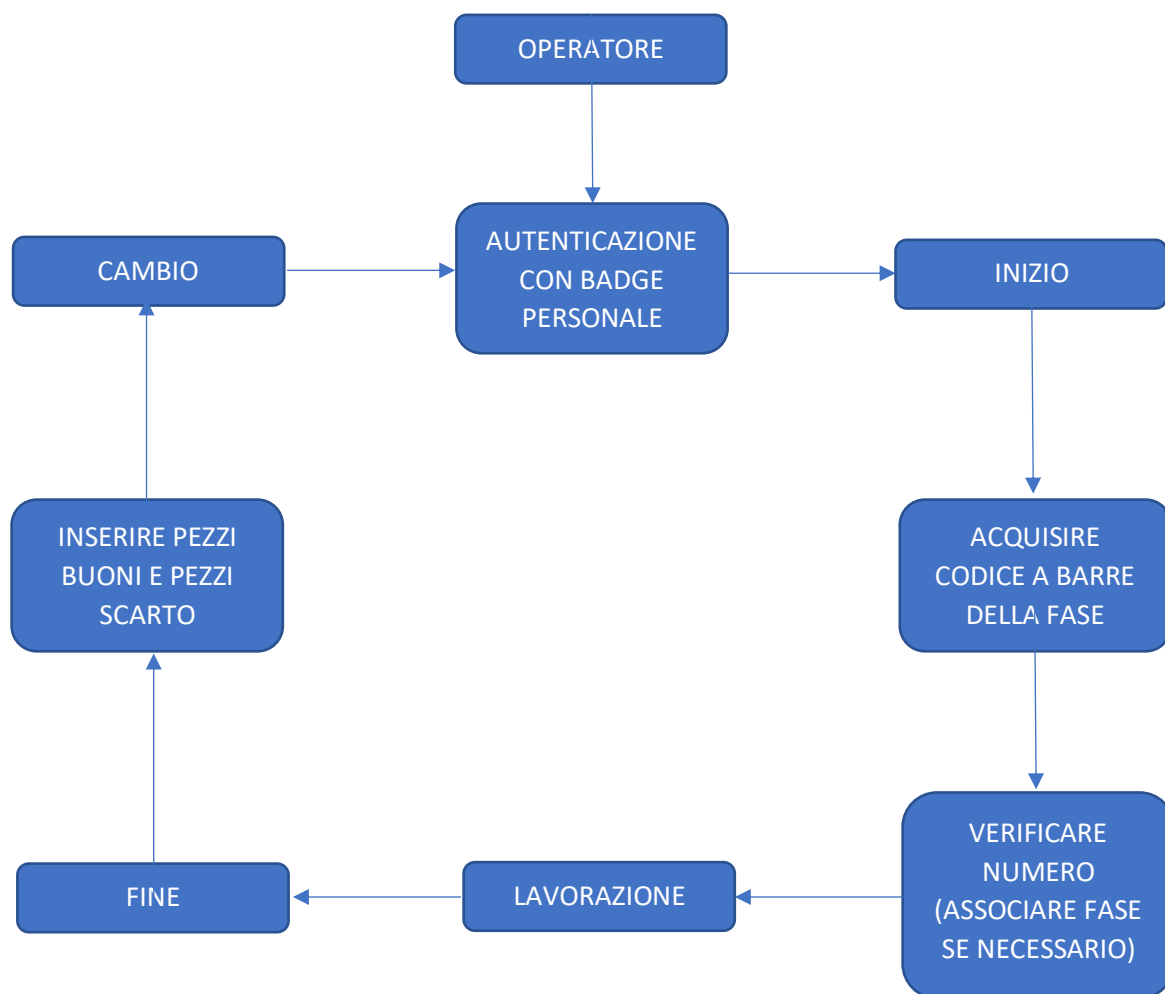 OPERATORE
AUTENTICAZIONE
CON BADGE
PERSONALE
CAMBIO
INIZIO
INSERIRE PEZZI
BUONI E PEZZI
SCARTO
ACQUISIRE
CODICE A BARRE
DELLA FASE
VERIFICARE
NUMERO
(ASSOCIARE FASE
SE NECESSARIO)
LAVORAZIONE
FINE